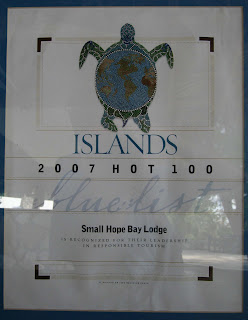 ISLANDS
2007 HOT 100
blue list
Small Hope Bay Lodge
IS RECOGNIZED FOR THEIR LEADERSHIP
IN RESPONSIBLE TOURISM